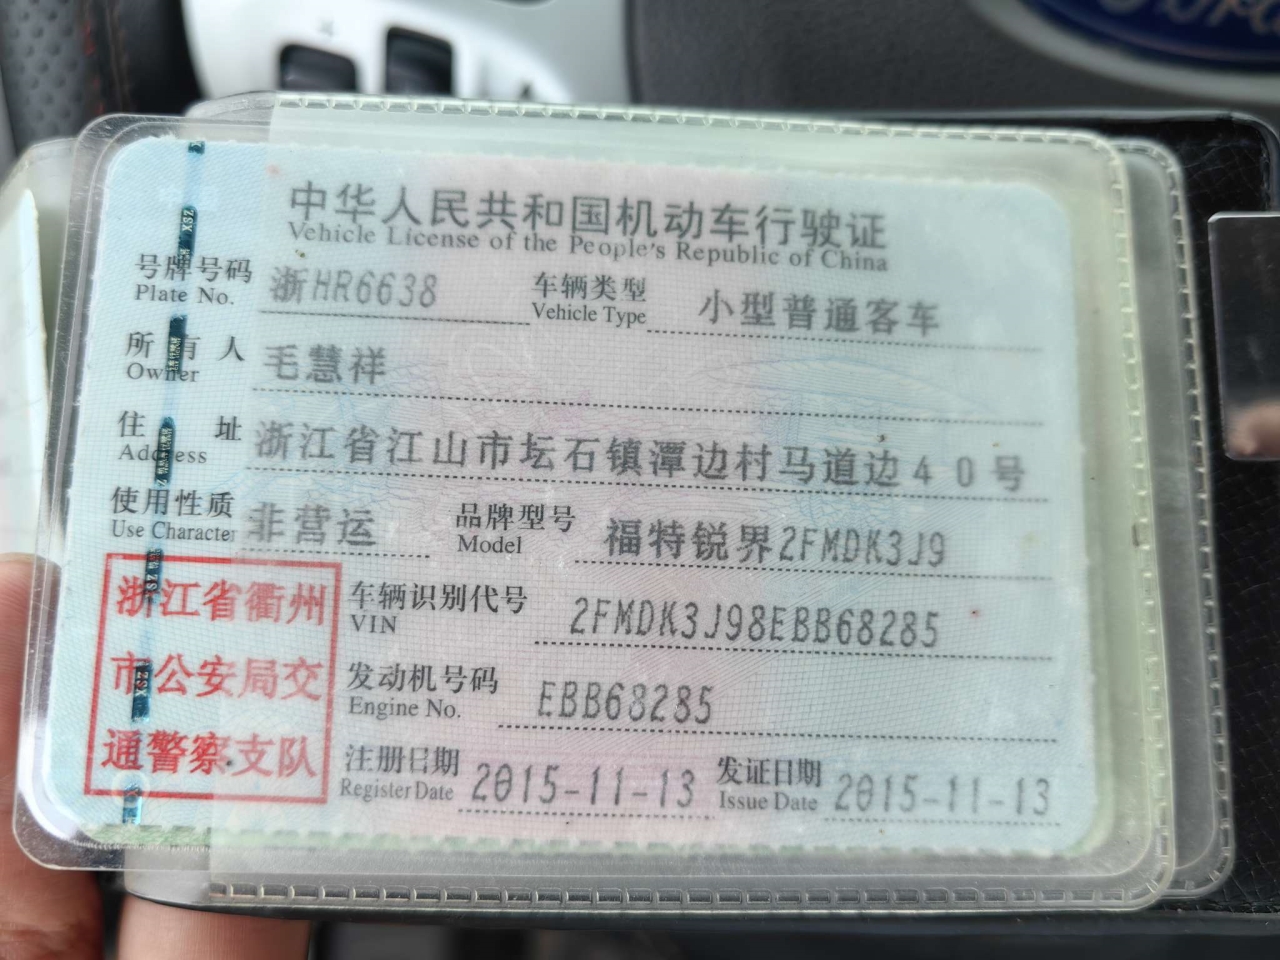 中华人民共和国机动车行驶证
Vehicle License of the People's Republic of China
号牌号码 浙HR6638 车辆类型 小型普通客车
Plate No. Vehicle Type
所有人 毛慧祥
Owner
住址 浙江省江山市坛石镇潭边村马道边40号
Address
使用性质 非营运 品牌型号 福特锐界2FMDK3J9
Use Character Model
浙江省衢州
市公安局交
通警察支队
车辆识别代号 2FMDK3J98EBB68285
VIN
发动机号码 EBB68285
Engine No.
注册日期 2015-11-13 发证日期 2015-11-13
Register Date Issue Date
Ford
XSZ
XSZ
XSZ